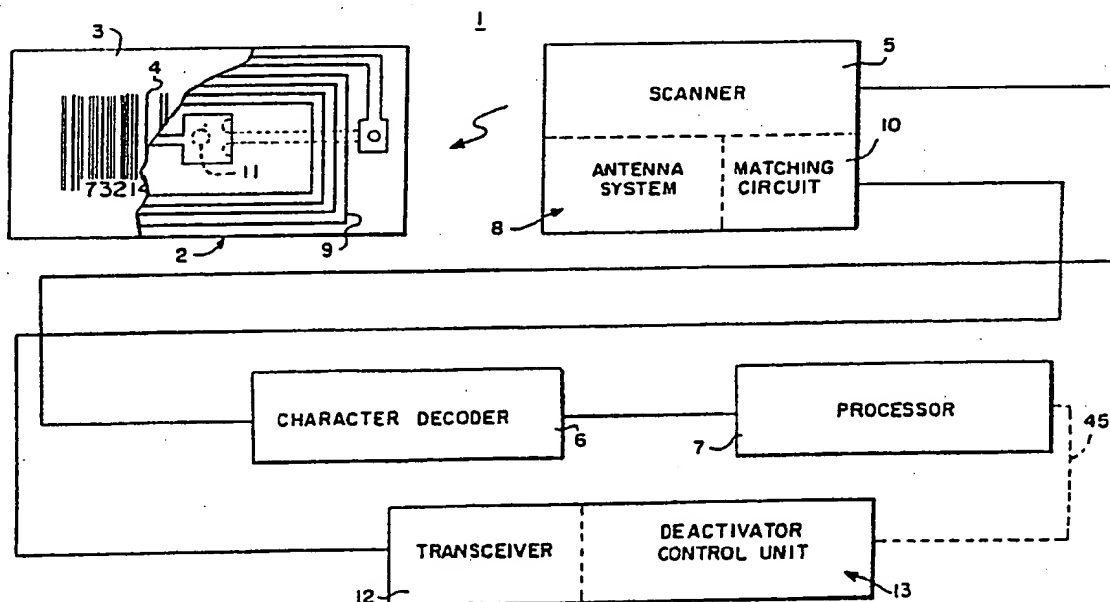 1
3
4
11
73214
2
9
5
SCANNER
10
ANTENNA
SYSTEM
MATCHING
CIRCUIT
8
CHARACTER DECODER
6
PROCESSOR
7
45
TRANSCEIVER
12
DEACTIVATOR
CONTROL UNIT
13